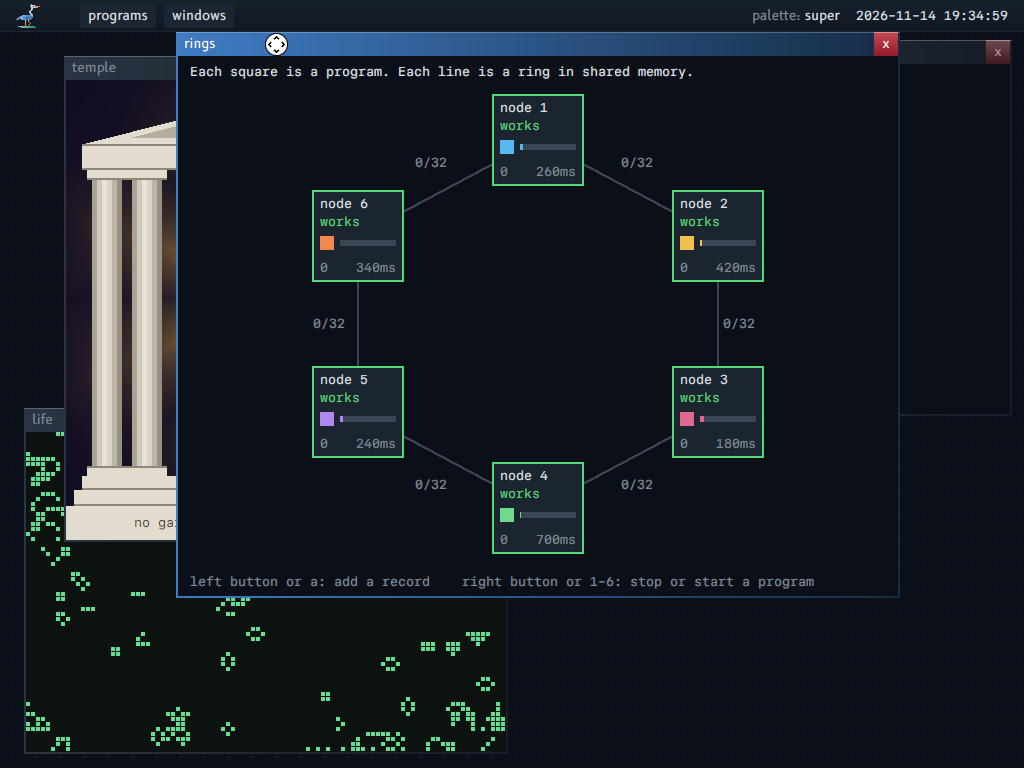 programs windows palette: super 2026-11-14 19:34:59
rings x
x
temple
Each square is a program. Each line is a ring in shared memory.
node 1
works
0 260ms
0/32
0/32
node 6
works
0 340ms
node 2
works
0 420ms
0/32
0/32
node 5
works
0 240ms
node 3
works
0 180ms
0/32
0/32
node 4
works
0 700ms
life
no ga
left button or a: add a record right button or 1-6: stop or start a program